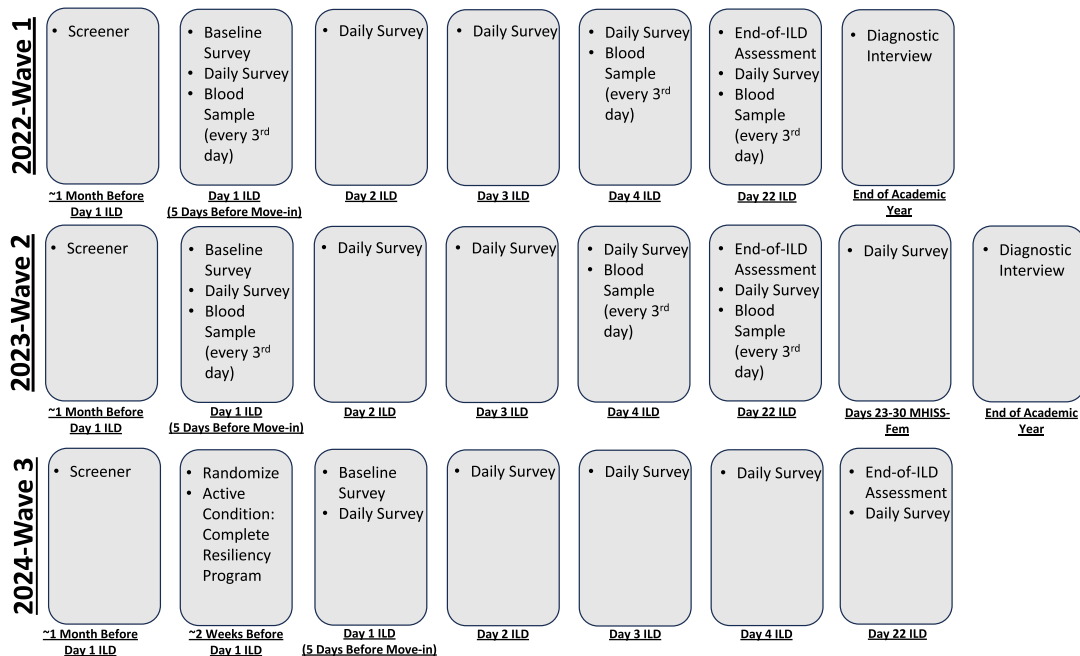 2022-Wave 1
• Screener
~1 Month Before
Day 1 ILD
• Baseline
Survey
• Daily Survey
• Blood
Sample
(every 3rd
day)
Day 1 ILD
(5 Days Before Move-in)
• Daily Survey
Day 2 ILD
• Daily Survey
Day 3 ILD
• Daily Survey
• Blood
Sample
(every 3rd
day)
Day 4 ILD
• End-of-ILD
Assessment
• Daily Survey
• Blood
Sample
(every 3rd
day)
Day 22 ILD
• Diagnostic
Interview
End of Academic
Year
2023-Wave 2
• Screener
~1 Month Before
Day 1 ILD
• Baseline
Survey
• Daily Survey
• Blood
Sample
(every 3rd
day)
Day 1 ILD
(5 Days Before Move-in)
• Daily Survey
Day 2 ILD
• Daily Survey
Day 3 ILD
• Daily Survey
• Blood
Sample
(every 3rd
day)
Day 4 ILD
• End-of-ILD
Assessment
• Daily Survey
• Blood
Sample
(every 3rd
day)
Day 22 ILD
• Daily Survey
Days 23-30 MHISS-
Fem
• Diagnostic
Interview
End of Academic
Year
2024-Wave 3
• Screener
~1 Month Before
Day 1 ILD
• Randomize
• Active
Condition:
Complete
Resiliency
Program
~2 Weeks Before
Day 1 ILD
• Baseline
Survey
• Daily Survey
Day 1 ILD
(5 Days Before Move-in)
• Daily Survey
Day 2 ILD
• Daily Survey
Day 3 ILD
• Daily Survey
Day 4 ILD
• End-of-ILD
Assessment
• Daily Survey
Day 22 ILD